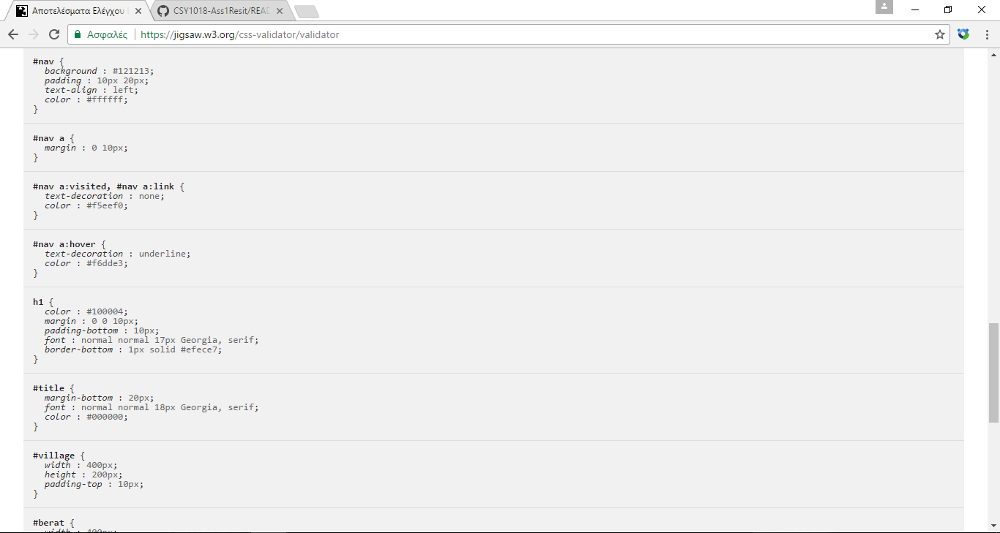 Αποτελέσματα Ελέγχου
CSY1018-Ass1Resit/READ
Ασφαλές
https://jigsaw.w3.org/css-validator/validator
#nav {
background : #121213;
padding : 10px 20px;
text-align : left;
color : #ffffff;
}
#nav a {
margin : 0 10px;
}
#nav a:visited, #nav a:link {
text-decoration : none;
color : #f5eef0;
}
#nav a:hover {
text-decoration : underline;
color : #f6dde3;
}
h1 {
color : #100004;
margin : 0 0 10px;
padding-bottom : 10px;
font : normal normal 17px Georgia, serif;
border-bottom : 1px solid #efece7;
}
#title {
margin-bottom : 20px;
font : normal normal 18px Georgia, serif;
color : #000000;
}
#village {
width : 400px;
height : 200px;
padding-top : 10px;
}
#berat {
width : 400px;